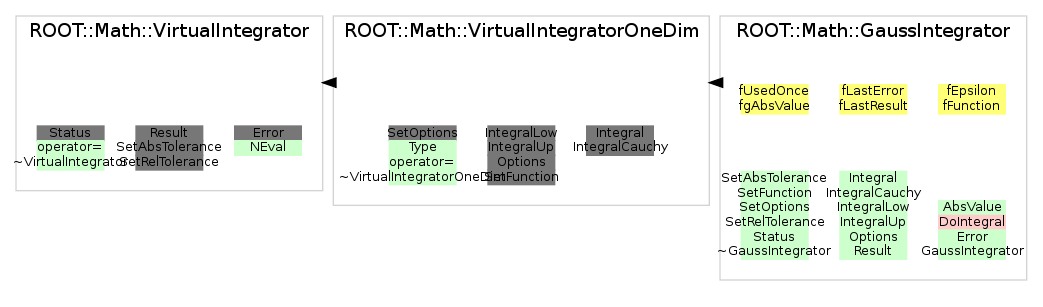 ROOT::Math::VirtualIntegrator
Status
operator=
~VirtualIntegrator
Result
SetAbsTolerance
SetRelTolerance
Error
NEval
ROOT::Math::VirtualIntegratorOneDim
SetOptions
Type
operator=
~VirtualIntegratorOneDim
IntegralLow
IntegralUp
Options
SetFunction
Integral
IntegralCauchy
ROOT::Math::GaussIntegrator
fUsedOnce
fgAbsValue
fLastError
fLastResult
fEpsilon
fFunction
SetAbsTolerance
SetFunction
SetOptions
SetRelTolerance
Status
~GaussIntegrator
Integral
IntegralCauchy
IntegralLow
IntegralUp
Options
Result
AbsValue
DoIntegral
Error
GaussIntegrator